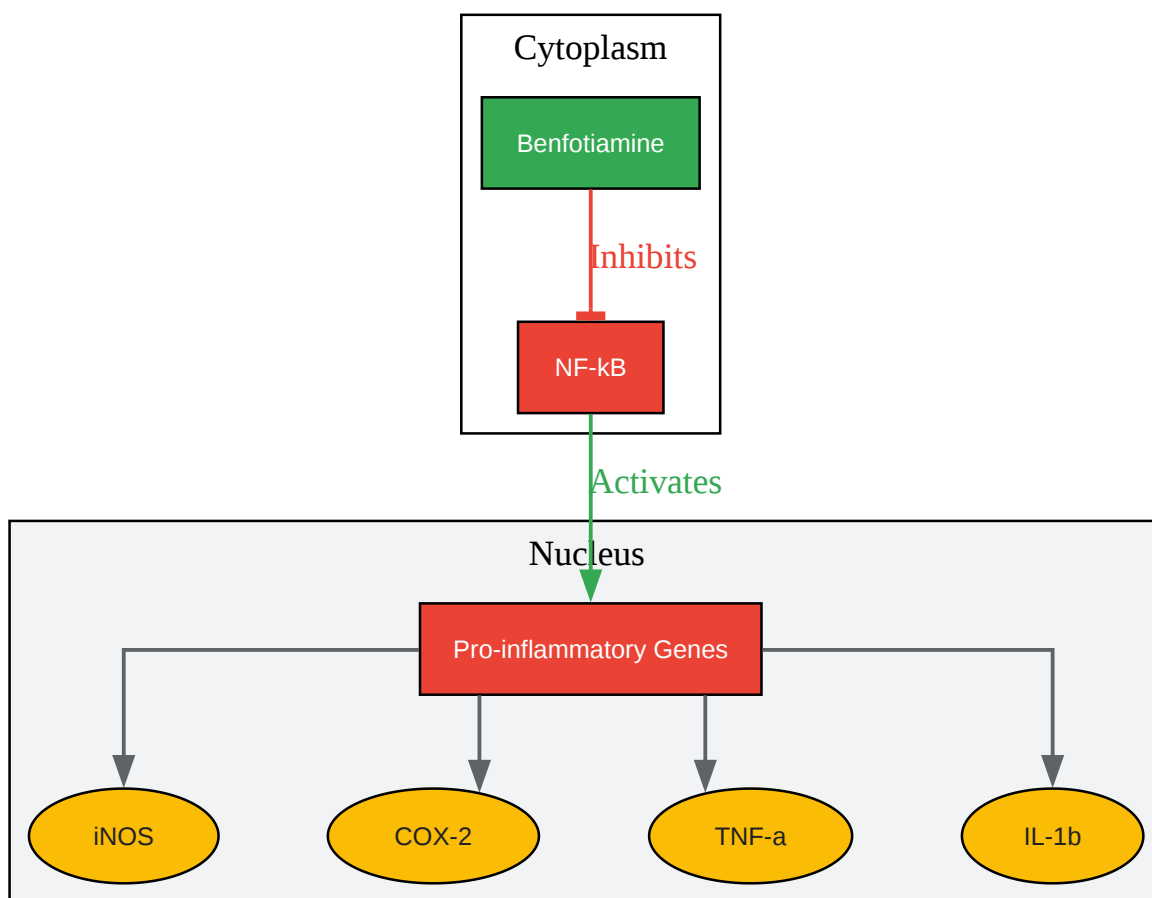 Cytoplasm
Benfotiamine
Inhibits
NF-kB
Activates
Nucleus
Pro-inflammatory Genes
iNOS
COX-2
TNF-a
IL-1b